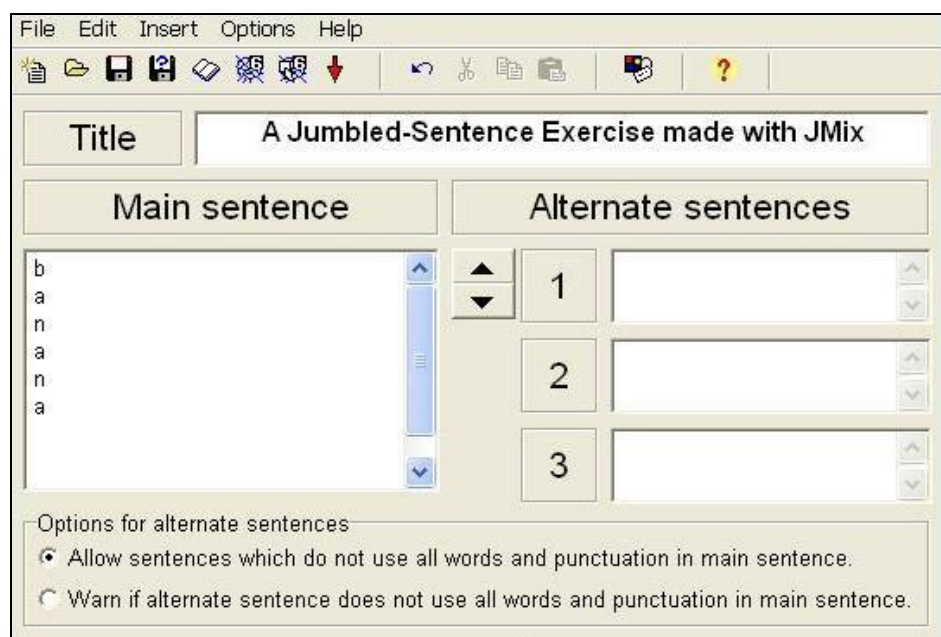 File Edit Insert Options Help
?
Title
A Jumbled-Sentence Exercise made with JMix
Main sentence
Alternate sentences
b
a
n
a
n
a
1
2
3
Options for alternate sentences
Allow sentences which do not use all words and punctuation in main sentence.
Warn if alternate sentence does not use all words and punctuation in main sentence.